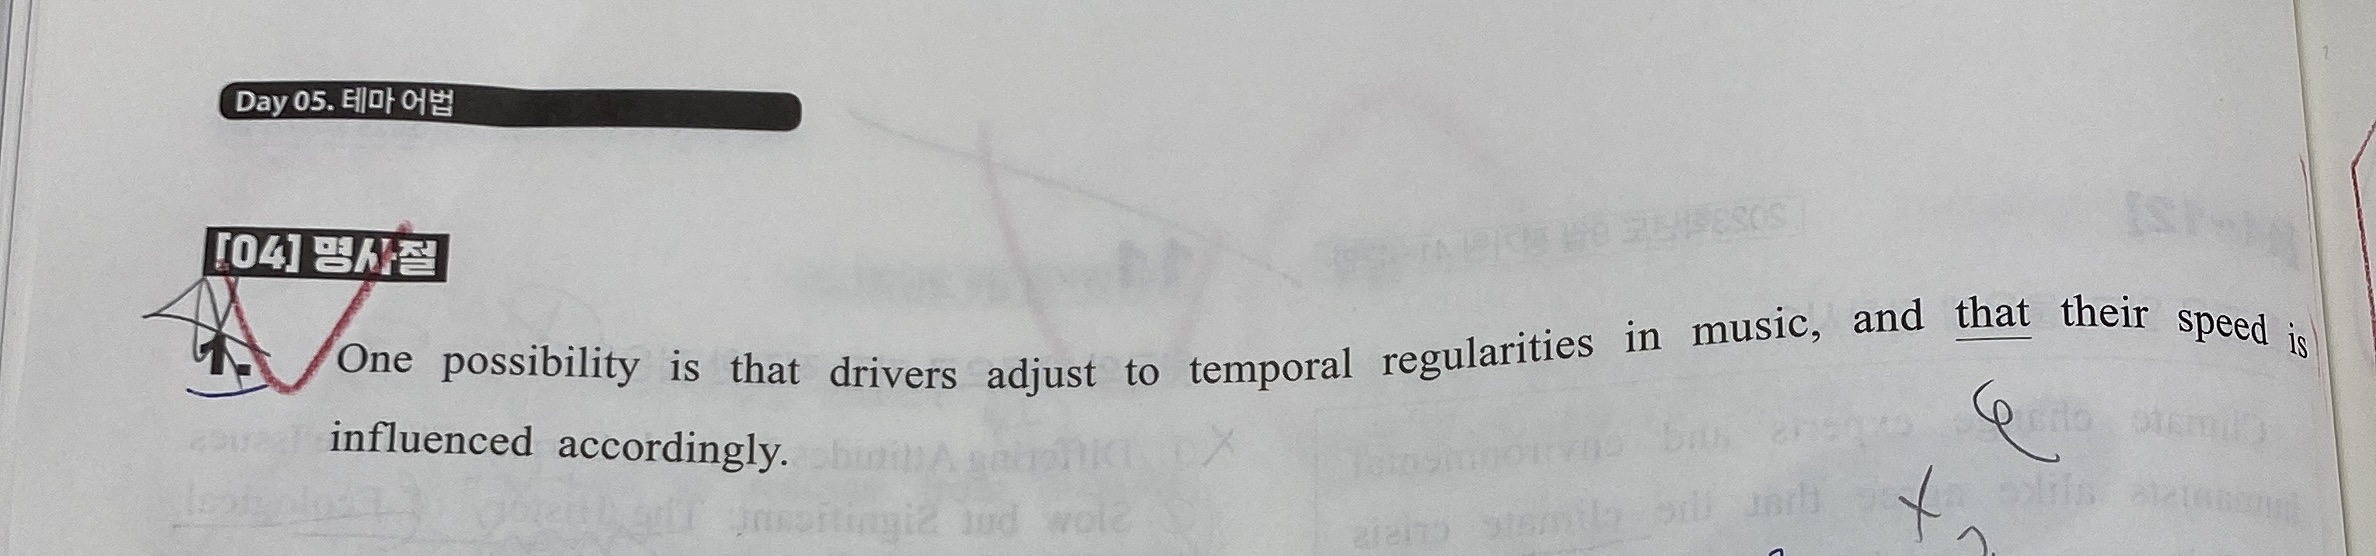 Day 05. 테마 어법
[04] 명사절
1. One possibility is that drivers adjust to temporal regularities in music, and that their speed is
influenced accordingly.